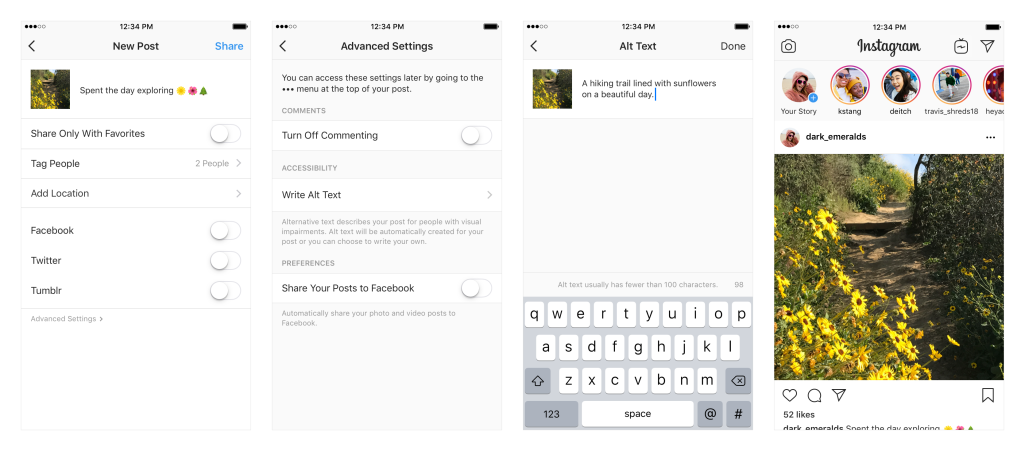 12:34 PM
New Post
Share
Spent the day exploring 🌼🌺🌲
Share Only With Favorites
Tag People
2 People
Add Location
Facebook
Twitter
Tumblr
Advanced Settings >
12:34 PM
Advanced Settings
You can access these settings later by going to the
••• menu at the top of your post.
COMMENTS
Turn Off Commenting
ACCESSIBILITY
Write Alt Text
Alternative text describes your post for people with visual
impairments. Alt text will be automatically created for your
post or you can choose to write your own.
PREFERENCES
Share Your Posts to Facebook
Automatically share your photo and video posts to
Facebook.
12:34 PM
Alt Text
Done
A hiking trail lined with sunflowers
on a beautiful day.
Alt text usually has fewer than 100 characters. 98
q w e r t y u i o p
a s d f g h j k l
z x c v b n m
123 space @ #
12:34 PM
Instagram
Your Story kstang deitch travis_shreds18
dark_emeralds
52 likes
dark_emeralds Spent the day exploring 🌼🌺🌲